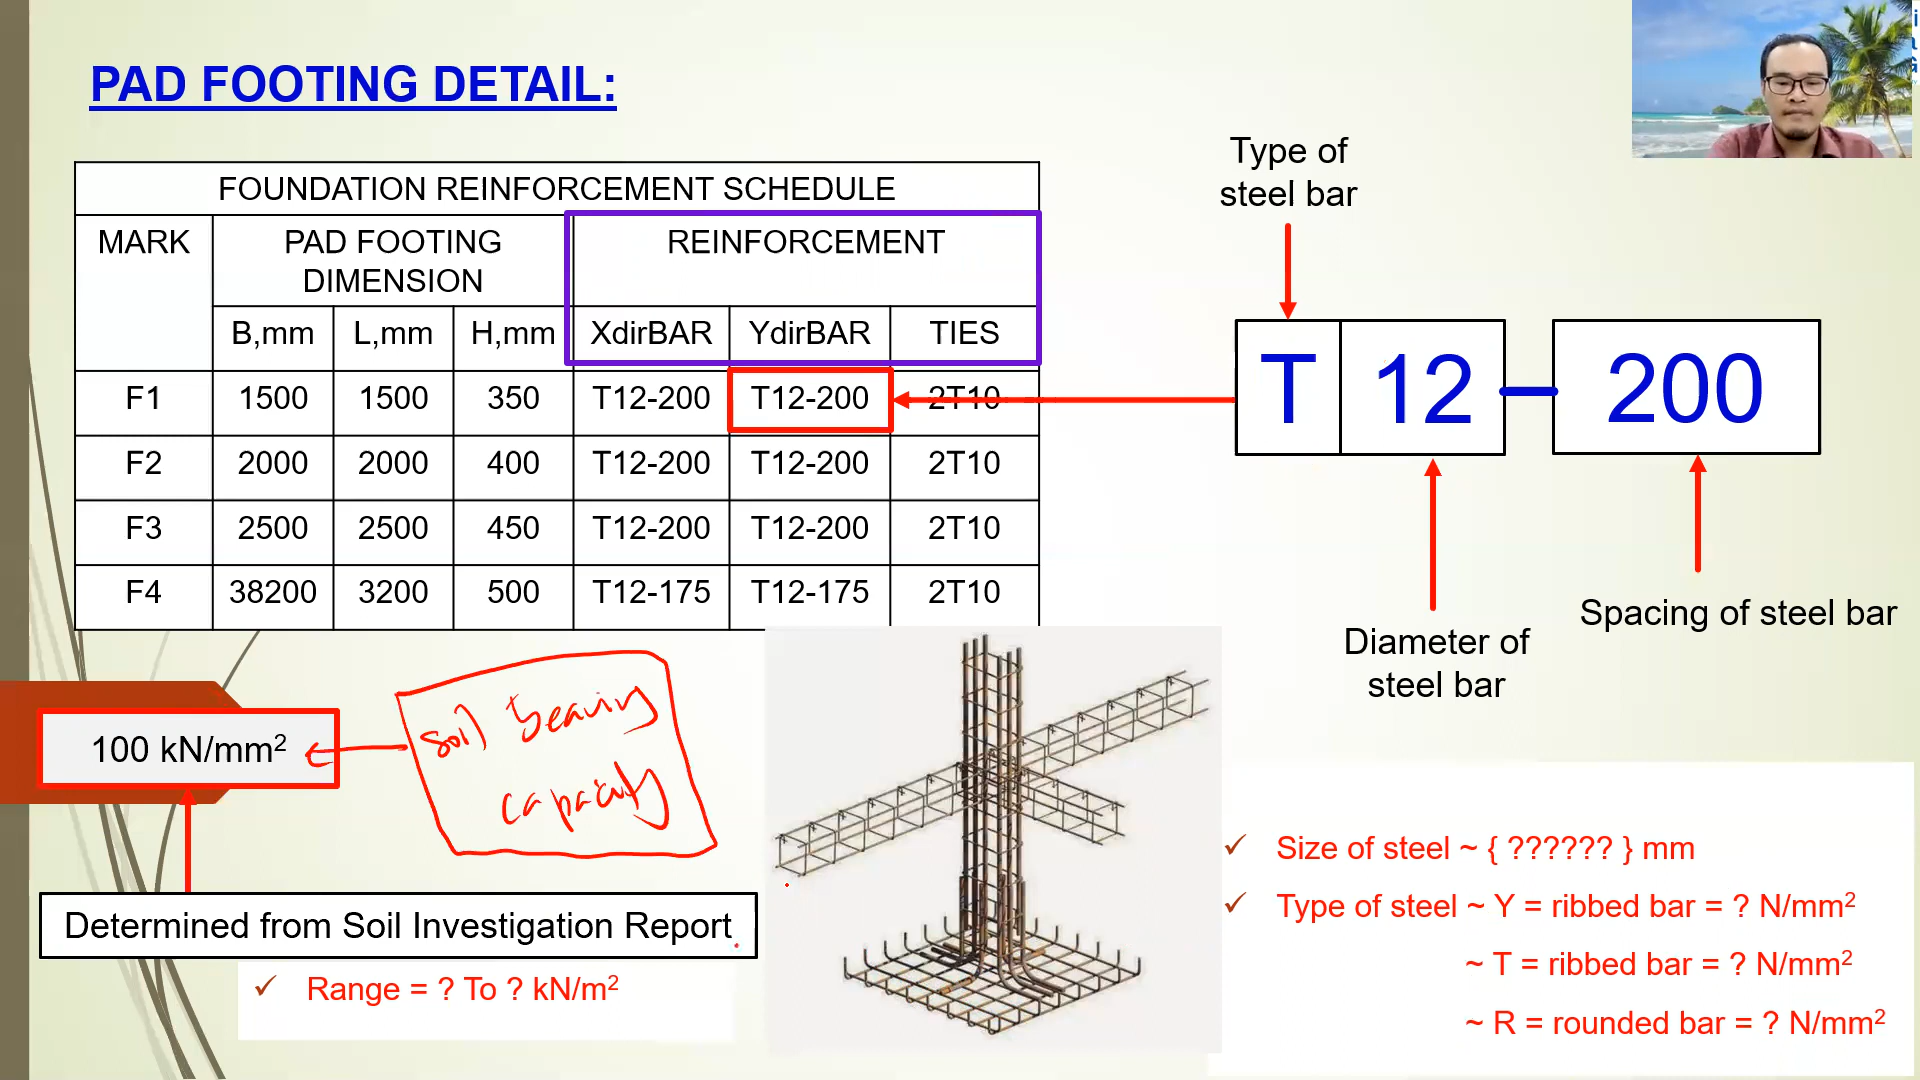 PAD FOOTING DETAIL:
FOUNDATION REINFORCEMENT SCHEDULE
MARK PAD FOOTING DIMENSION REINFORCEMENT
B,mm L,mm H,mm XdirBAR YdirBAR TIES
F1 1500 1500 350 T12-200 T12-200 2T10
F2 2000 2000 400 T12-200 T12-200 2T10
F3 2500 2500 450 T12-200 T12-200 2T10
F4 38200 3200 500 T12-175 T12-175 2T10
Type of
steel bar
T 12 — 200
Diameter of
steel bar
Spacing of steel bar
100 kN/mm²
soil bearing
capacity
Determined from Soil Investigation Report
✓ Range = ? To ? kN/m²
✓ Size of steel ~ { ?????? } mm
✓ Type of steel ~ Y = ribbed bar = ? N/mm²
~ T = ribbed bar = ? N/mm²
~ R = rounded bar = ? N/mm²